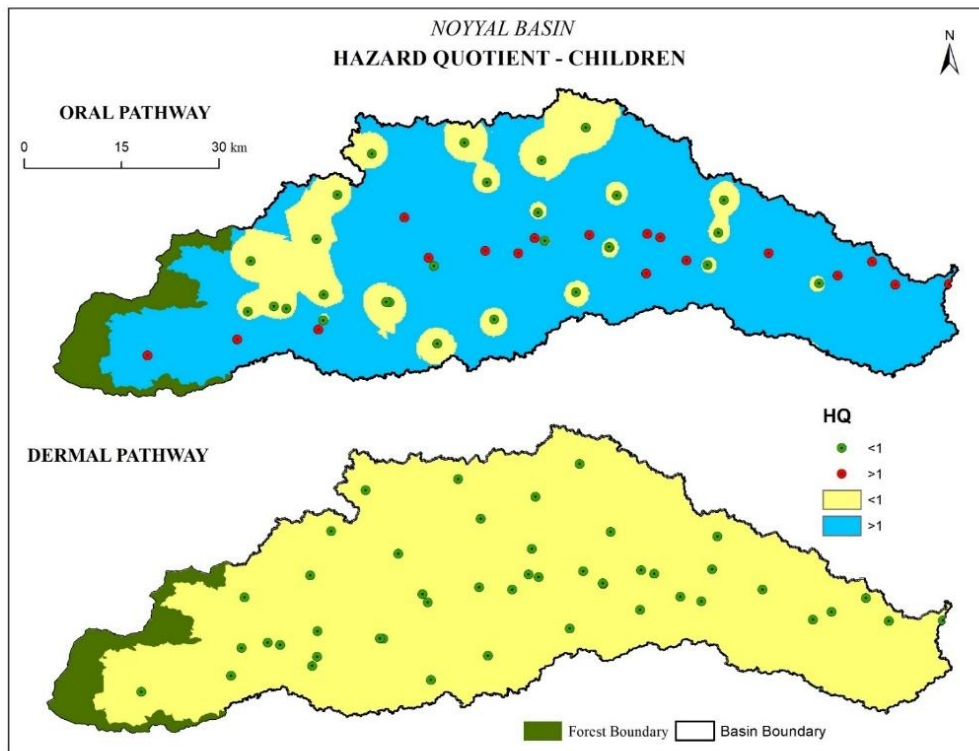 NOYYAL BASIN
HAZARD QUOTIENT - CHILDREN
N
ORAL PATHWAY
0 15 30 km
DERMAL PATHWAY
HQ
<1
>1
<1
>1
Forest Boundary Basin Boundary